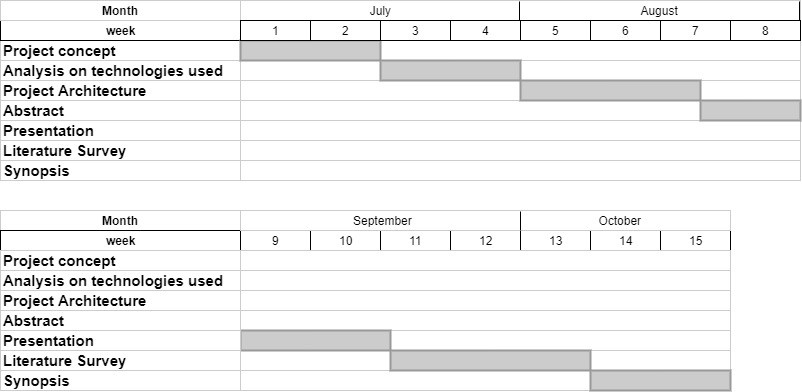 Month July August
week 1 2 3 4 5 6 7 8
Project concept
Analysis on technologies used
Project Architecture
Abstract
Presentation
Literature Survey
Synopsis
Month September October
week 9 10 11 12 13 14 15
Project concept
Analysis on technologies used
Project Architecture
Abstract
Presentation
Literature Survey
Synopsis